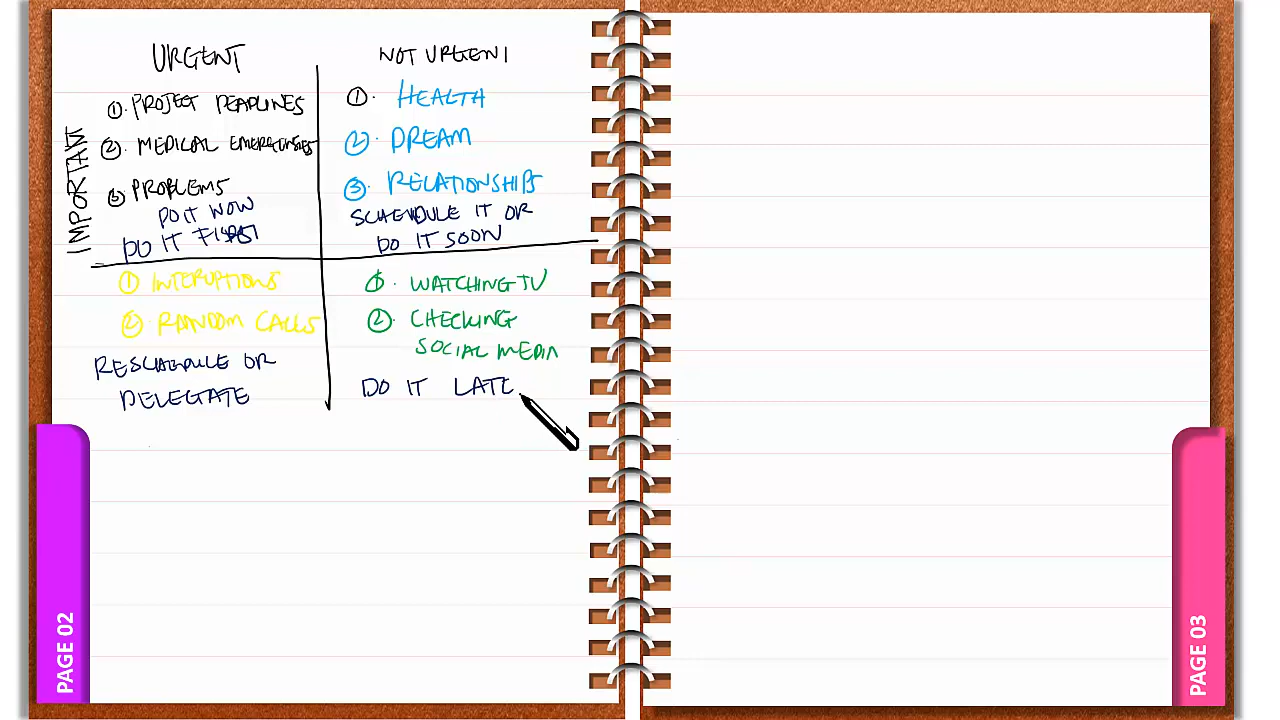 URGENT
NOT URGENT
IMPORTANT
①. PROJECT DEADLINES
②. MEDICAL EMERGENCIES
③. PROBLEMS
DO IT NOW
DO IT FIRST
①. HEALTH
②. DREAM
③. RELATIONSHIPS
SCHEDULE IT OR
DO IT SOON
① INTERUPTIONS
②. RANDOM CALLS
RESCHEDULE OR
DELEGATE
①. WATCHING TV
②. CHECKING
SOCIAL MEDIA
DO IT LATE
PAGE 02
PAGE 03